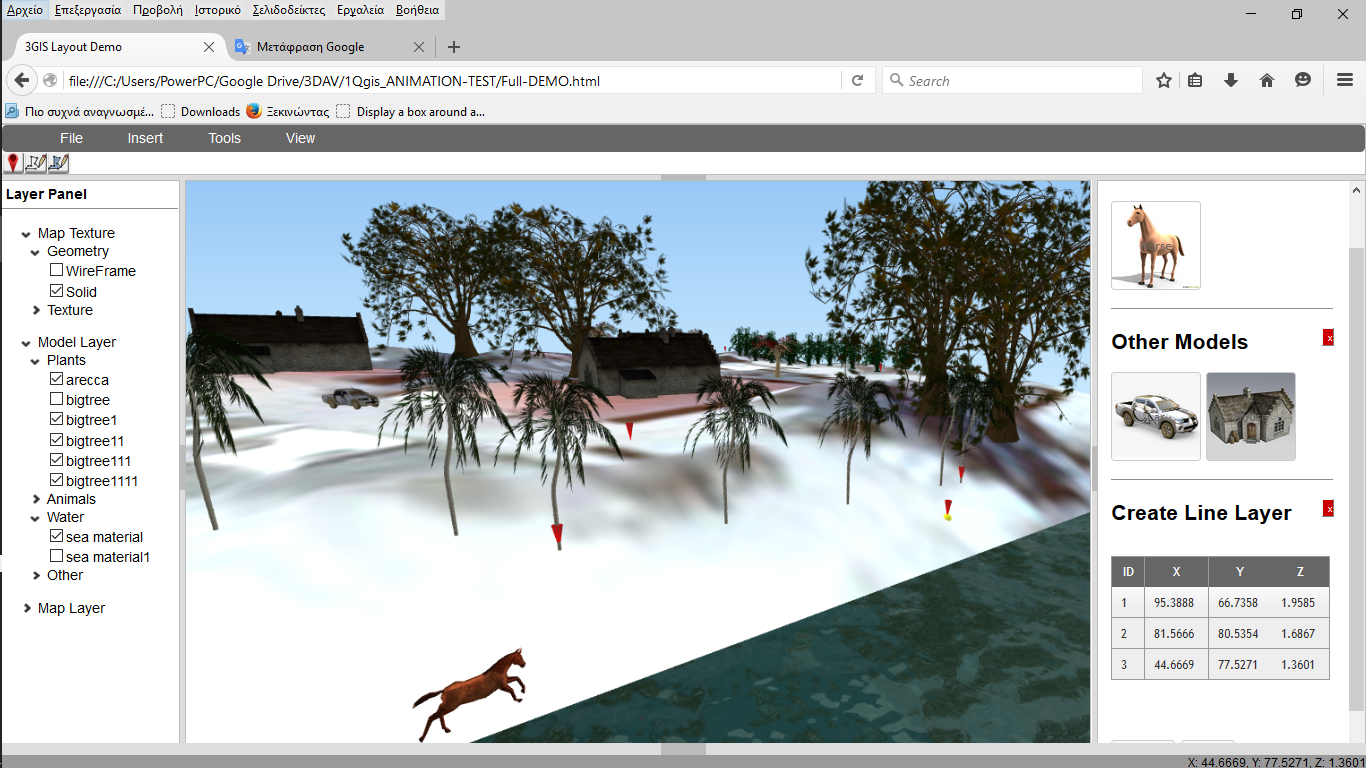 Αρχείο Επεξεργασία Προβολή Ιστορικό Σελιδοδείκτες Εργαλεία Βοήθεια
3GIS Layout Demo
Μετάφραση Google
file:///C:/Users/PowerPC/Google Drive/3DAV/1Qgis_ANIMATION-TEST/Full-DEMO.html
Search
Πιο συχνά αναγνωσμέ... Downloads Ξεκινώντας Display a box around a...
File Insert Tools View
Layer Panel
Map Texture
Geometry
WireFrame
Solid
Texture
Model Layer
Plants
arecca
bigtree
bigtree1
bigtree11
bigtree111
bigtree1111
Animals
Water
sea material
sea material1
Other
Map Layer
Horse
Other Models
x
Create Line Layer
x
ID X Y Z
1 95.3888 66.7358 1.9585
2 81.5666 80.5354 1.6867
3 44.6669 77.5271 1.3601
X: 44.6669, Y: 77.5271, Z: 1.3601